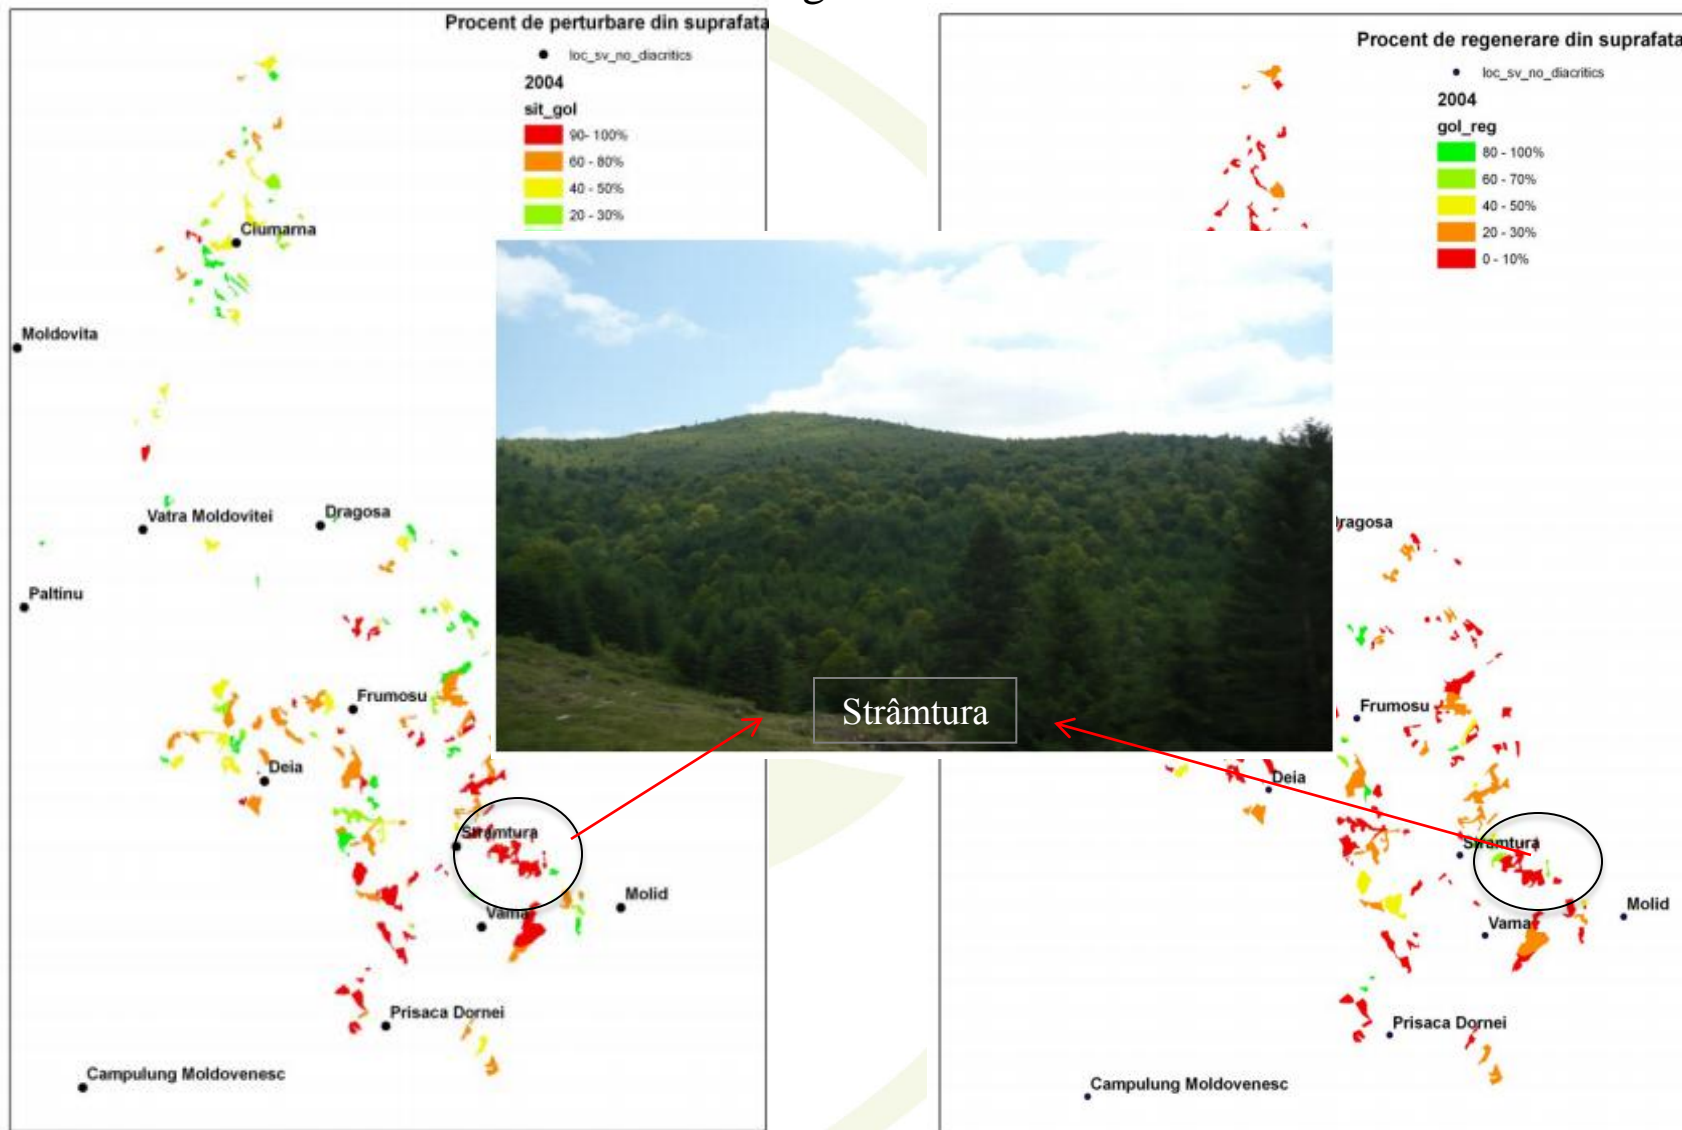 Procent de perturbare din suprafata
loc_sv_no_diacritics
2004
sit_gol
90- 100%
60 - 80%
40 - 50%
20 - 30%
Ciumarna
Moldovita
Vatra Moldovitei
Dragosa
Paltinu
Frumosu
Deia
Stramtura
Molid
Vama
Prisaca Dornei
Campulung Moldovenesc
Procent de regenerare din suprafata
loc_sv_no_diacritics
2004
gol_reg
80 - 100%
60 - 70%
40 - 50%
20 - 30%
0 - 10%
ragosa
Frumosu
Deia
Stramtura
Molid
Vama
Prisaca Dornei
Campulung Moldovenesc
Strâmtura